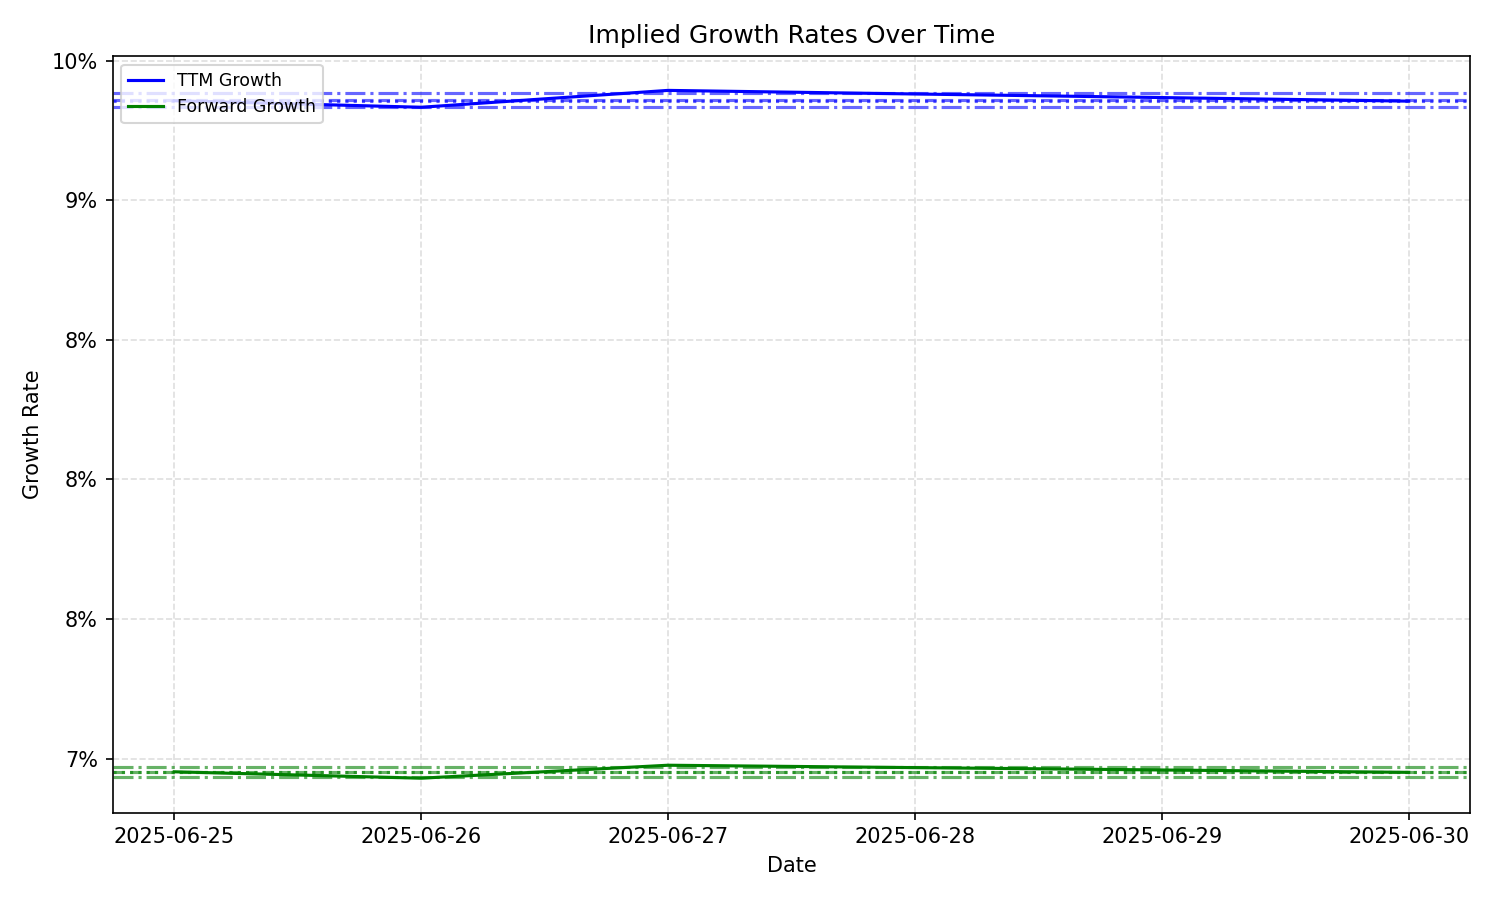 Implied Growth Rates Over Time
TTM Growth
Forward Growth
10%
9%
8%
8%
8%
7%
Growth Rate
2025-06-25
2025-06-26
2025-06-27
2025-06-28
2025-06-29
2025-06-30
Date